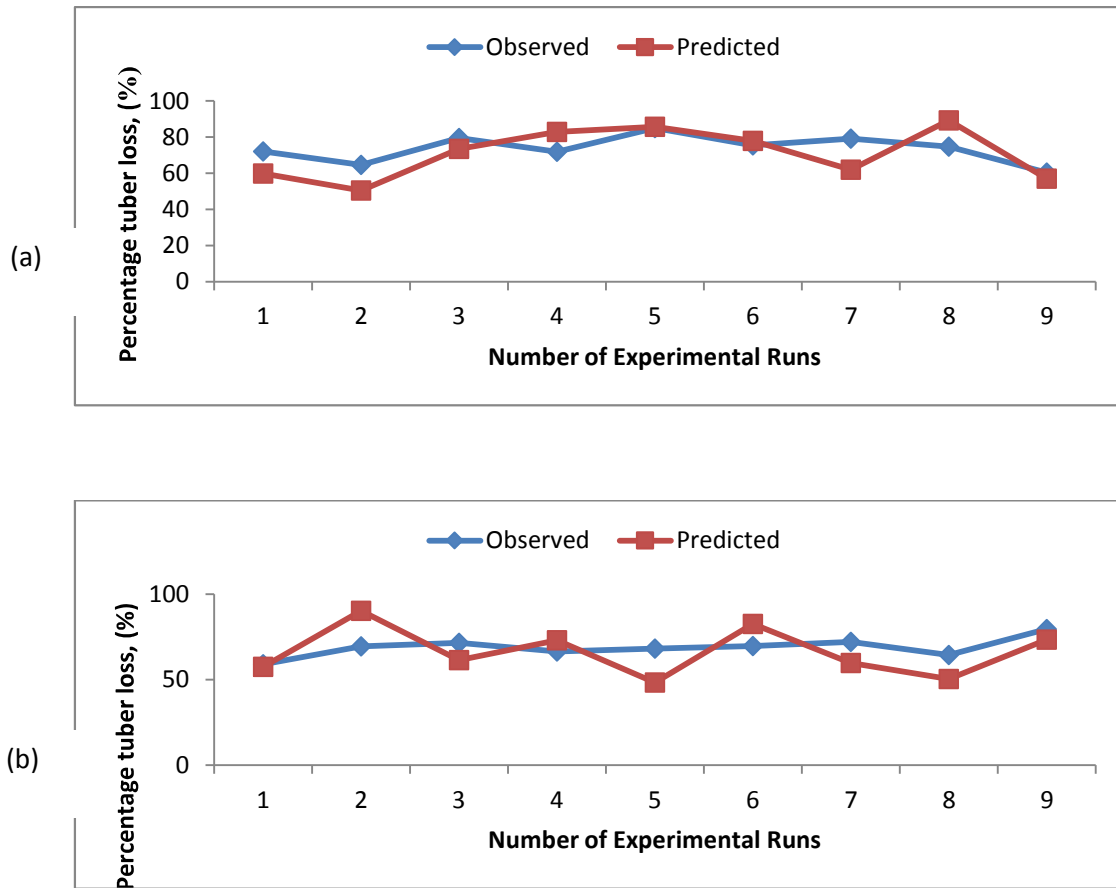 Observed Predicted
Percentage tuber loss, (%)
100
80
60
40
20
0
(a)
1 2 3 4 5 6 7 8 9
Number of Experimental Runs
Observed Predicted
Percentage tuber loss, (%)
100
50
0
(b)
1 2 3 4 5 6 7 8 9
Number of Experimental Runs